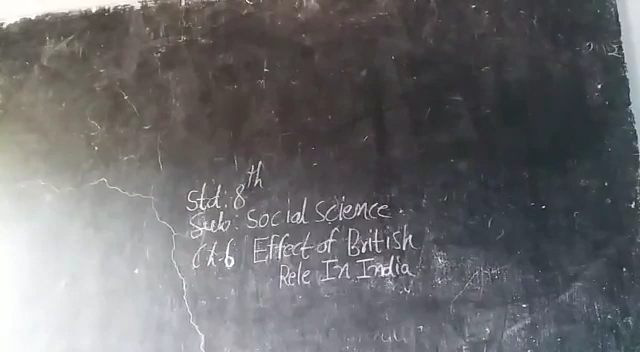 Std: 8th
Sub: Social Science.
Ch-6 Effect of British
Rele In India